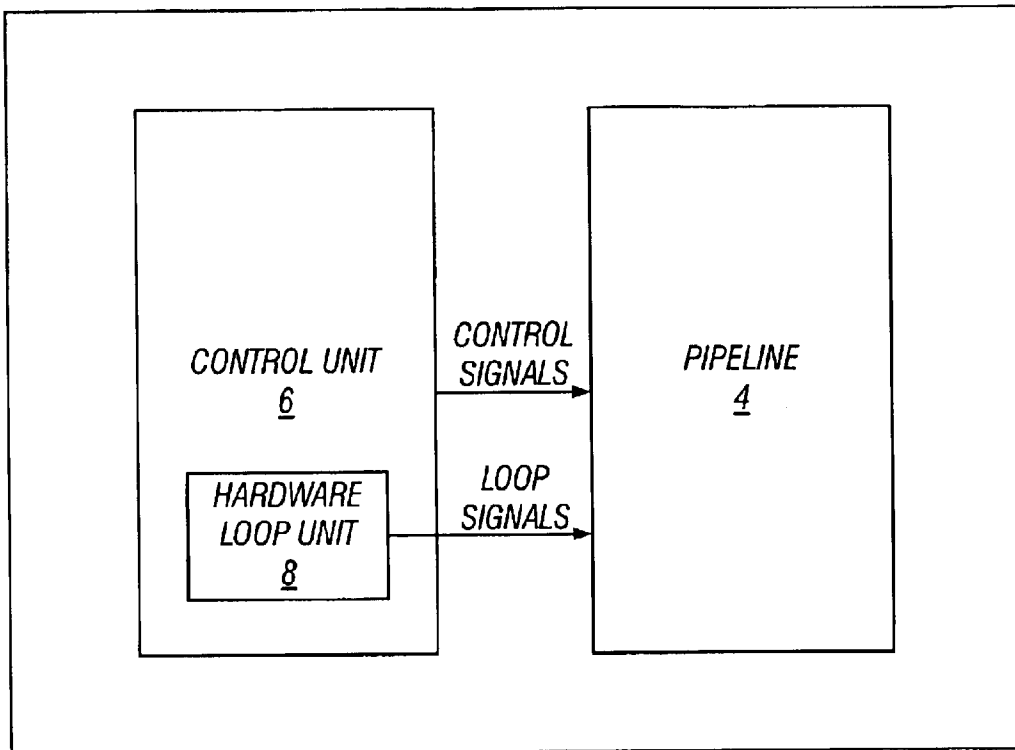 CONTROL UNIT
6
HARDWARE
LOOP UNIT
8
CONTROL
SIGNALS
LOOP
SIGNALS
PIPELINE
4